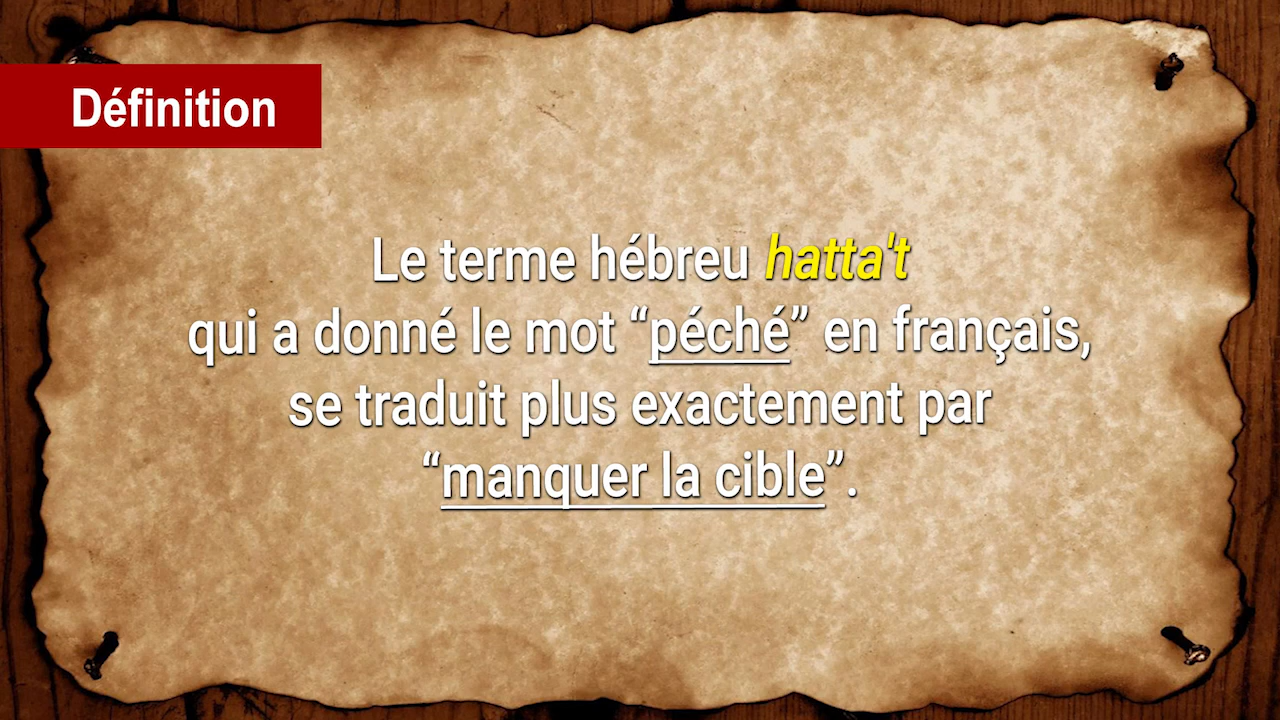 Définition
Le terme hébreu hatta't
qui a donné le mot “péché” en français,
se traduit plus exactement par
“manquer la cible”.